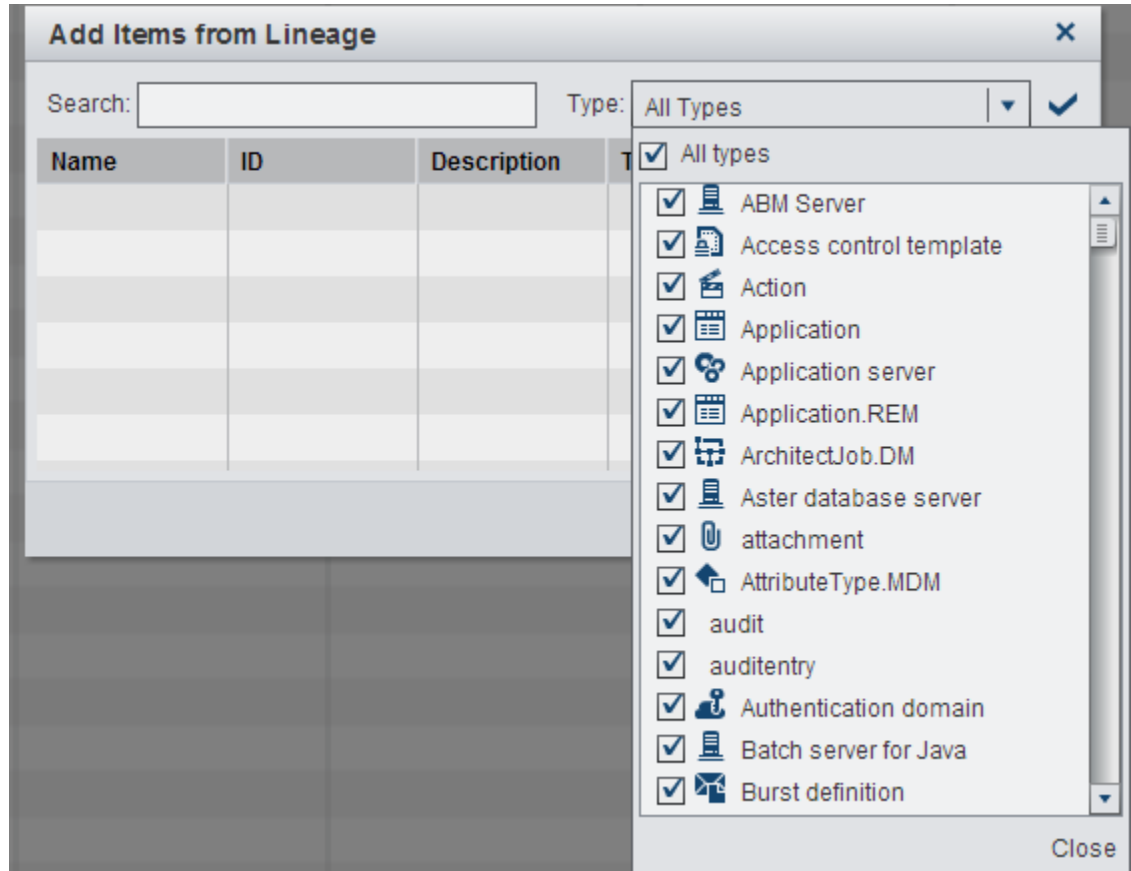 Add Items from Lineage
Search: Type: All Types
Name ID Description T
All types
ABM Server
Access control template
Action
Application
Application server
Application.REM
ArchitectJob.DM
Aster database server
attachment
AttributeType.MDM
audit
auditentry
Authentication domain
Batch server for Java
Burst definition
Close